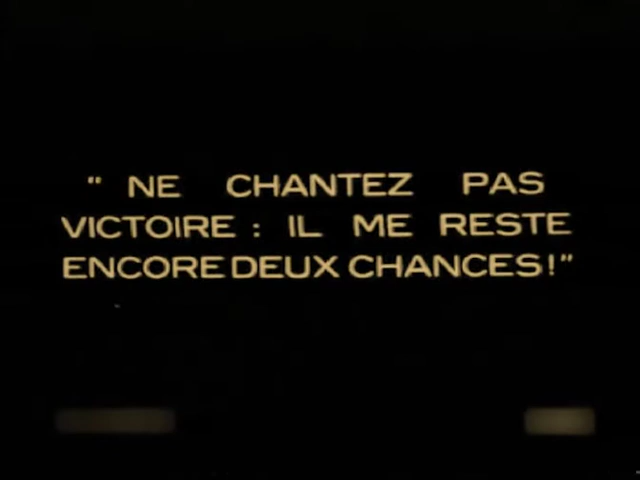 " NE CHANTEZ PAS
VICTOIRE : IL ME RESTE
ENCORE DEUX CHANCES!"